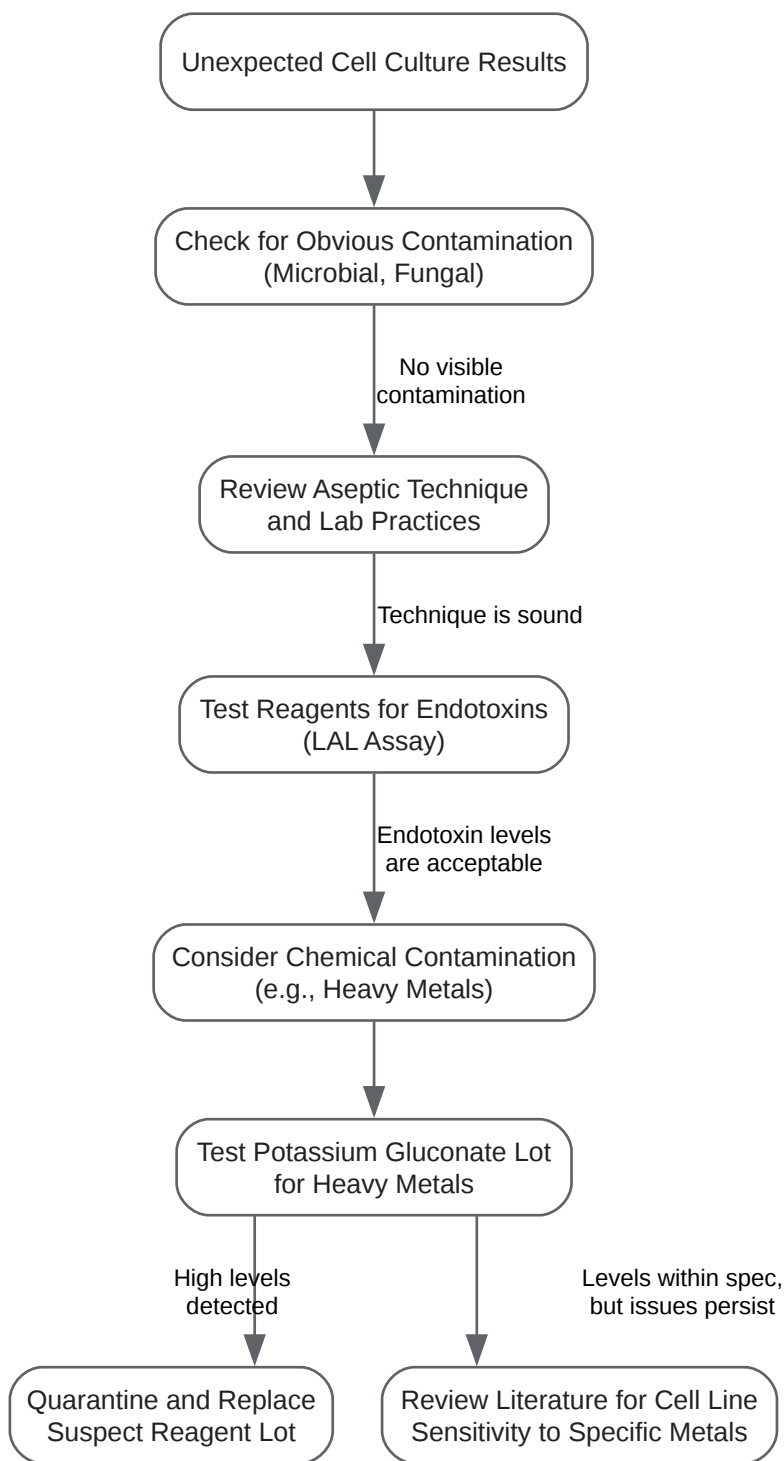 Unexpected Cell Culture Results
Check for Obvious Contamination
(Microbial, Fungal)
No visible
contamination
Review Aseptic Technique
and Lab Practices
Technique is sound
Test Reagents for Endotoxins
(LAL Assay)
Endotoxin levels
are acceptable
Consider Chemical Contamination
(e.g., Heavy Metals)
Test Potassium Gluconate Lot
for Heavy Metals
High levels
detected
Levels within spec,
but issues persist
Quarantine and Replace
Suspect Reagent Lot
Review Literature for Cell Line
Sensitivity to Specific Metals